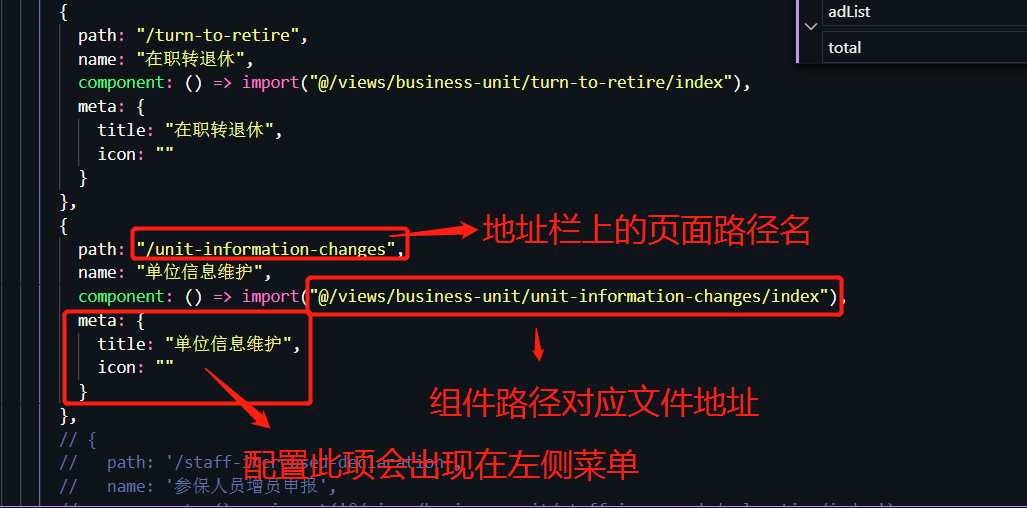 {
path: "/turn-to-retire",
name: "在职转退休",
component: () => import("@/views/business-unit/turn-to-retire/index"),
meta: {
title: "在职转退休",
icon: ""
}
},
{
path: "/unit-information-changes",
地址栏上的页面路径名
name: "单位信息维护",
component: () => import("@/views/business-unit/unit-information-changes/index"),
meta: {
title: "单位信息维护",
icon: ""
}
},
组件路径对应文件地址
// {
// path: '/staff-
配置此项会出现在左侧菜单
// name: '参保人员增员申报',
adList
total